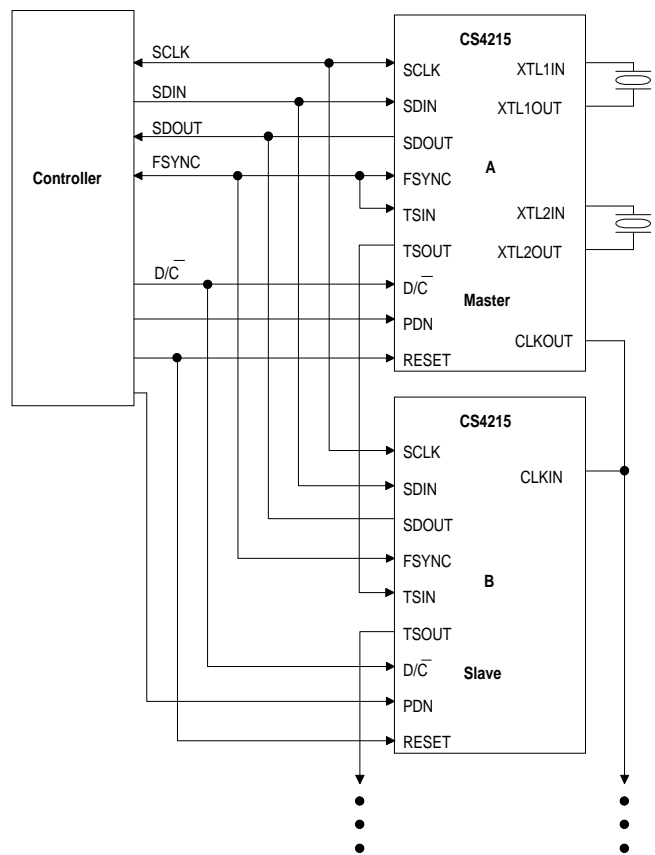 Controller
SCLK
SDIN
SDOUT
FSYNC
D/C̅
CS4215
SCLK
SDIN
SDOUT
FSYNC
TSIN
TSOUT
D/C̅
PDN
RESET
A
Master
XTL1IN
XTL1OUT
XTL2IN
XTL2OUT
CLKOUT
CS4215
SCLK
SDIN
SDOUT
FSYNC
TSIN
TSOUT
D/C̅
PDN
RESET
B
Slave
CLKIN